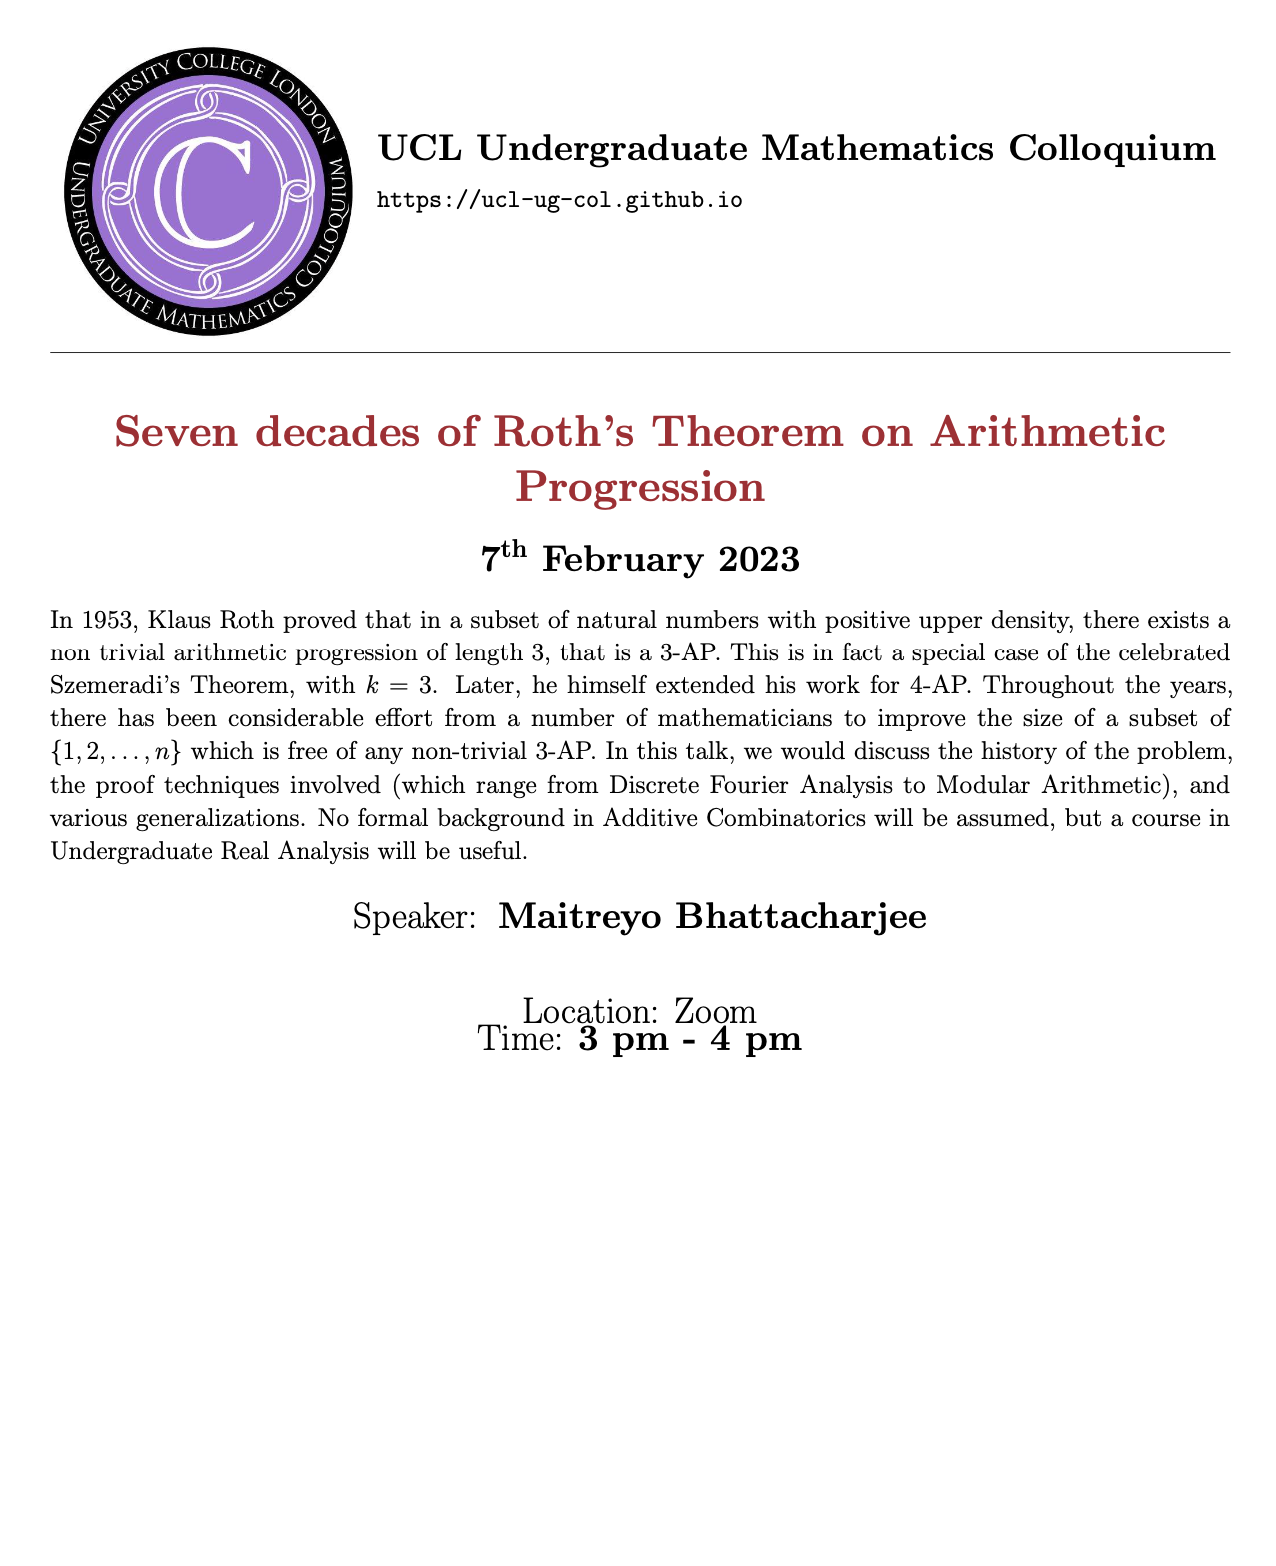 UNIVERSITY COLLEGE LONDON
UNDERGRADUATE MATHEMATICS COLLOQUIUM
C
UCL Undergraduate Mathematics Colloquium
https://ucl-ug-col.github.io
Seven decades of Roth's Theorem on Arithmetic
Progression
7th February 2023
In 1953, Klaus Roth proved that in a subset of natural numbers with positive upper density, there exists a
non trivial arithmetic progression of length 3, that is a 3-AP. This is in fact a special case of the celebrated
Szemeradi's Theorem, with k = 3. Later, he himself extended his work for 4-AP. Throughout the years,
there has been considerable effort from a number of mathematicians to improve the size of a subset of
{1, 2, . . . , n} which is free of any non-trivial 3-AP. In this talk, we would discuss the history of the problem,
the proof techniques involved (which range from Discrete Fourier Analysis to Modular Arithmetic), and
various generalizations. No formal background in Additive Combinatorics will be assumed, but a course in
Undergraduate Real Analysis will be useful.
Speaker: Maitreyo Bhattacharjee
Location: Zoom
Time: 3 pm - 4 pm